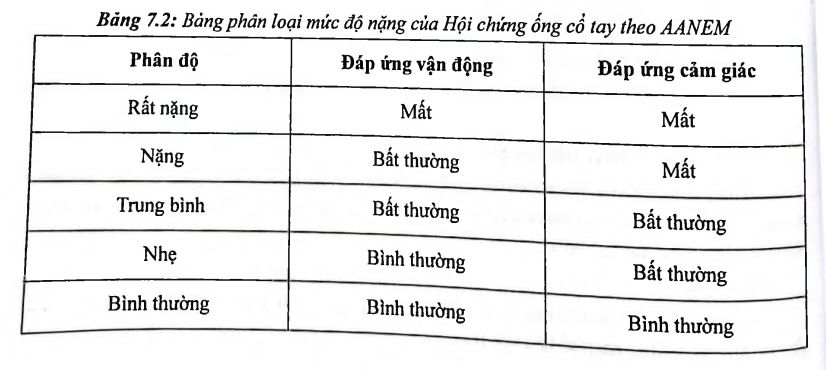 Bảng 7.2: Bảng phân loại mức độ nặng của Hội chứng ống cổ tay theo AANEM
Phân độ Đáp ứng vận động Đáp ứng cảm giác
Rất nặng Mất Mất
Nặng Bất thường Mất
Trung bình Bất thường Bất thường
Nhẹ Bình thường Bất thường
Bình thường Bình thường Bình thường